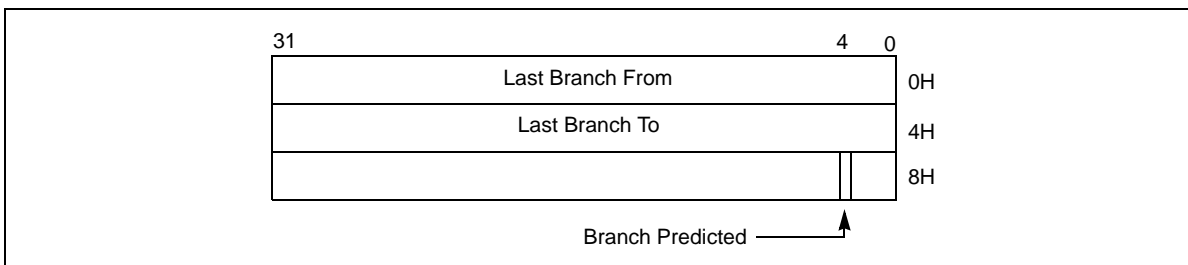 31 4 0
Last Branch From 0H
Last Branch To 4H
8H
Branch Predicted